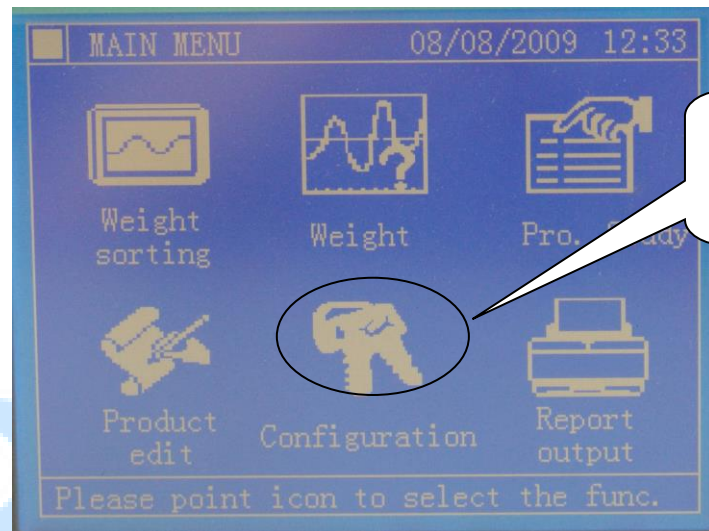 MAIN MENU 08/08/2009 12:33
Weight
sorting
Weight
Pro.
Product
edit
Configuration
Report
output
Please point icon to select the func.